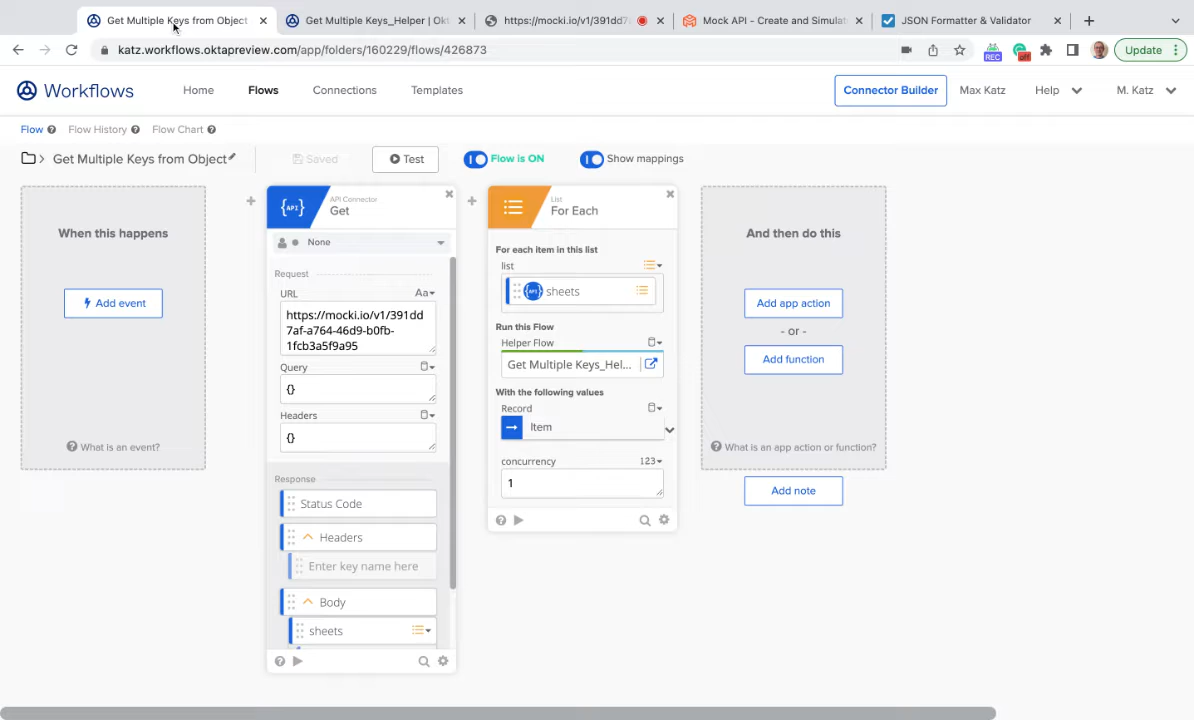 Get Multiple Keys from Object
Get Multiple Keys_Helper | Okt
https://mocki.io/v1/391dd7
Mock API - Create and Simulat
JSON Formatter & Validator
katz.workflows.oktapreview.com/app/folders/160229/flows/426873
REC
off
Update
Workflows
Home
Flows
Connections
Templates
Connector Builder
Max Katz
Help
M. Katz
Flow
Flow History
Flow Chart
Get Multiple Keys from Object
Saved
Test
Flow is ON
Show mappings
When this happens
Add event
What is an event?
{API}
API Connector
Get
None
Request
URL
Aa
https://mocki.io/v1/391dd
7af-a764-46d9-b0fb-
1fcb3a5f9a95
Query
{}
Headers
{}
Response
Status Code
Headers
Enter key name here
Body
sheets
List
For Each
For each item in this list
list
sheets
Run this Flow
Helper Flow
Get Multiple Keys_Hel...
With the following values
Record
Item
concurrency
123
1
And then do this
Add app action
- or -
Add function
What is an app action or function?
Add note